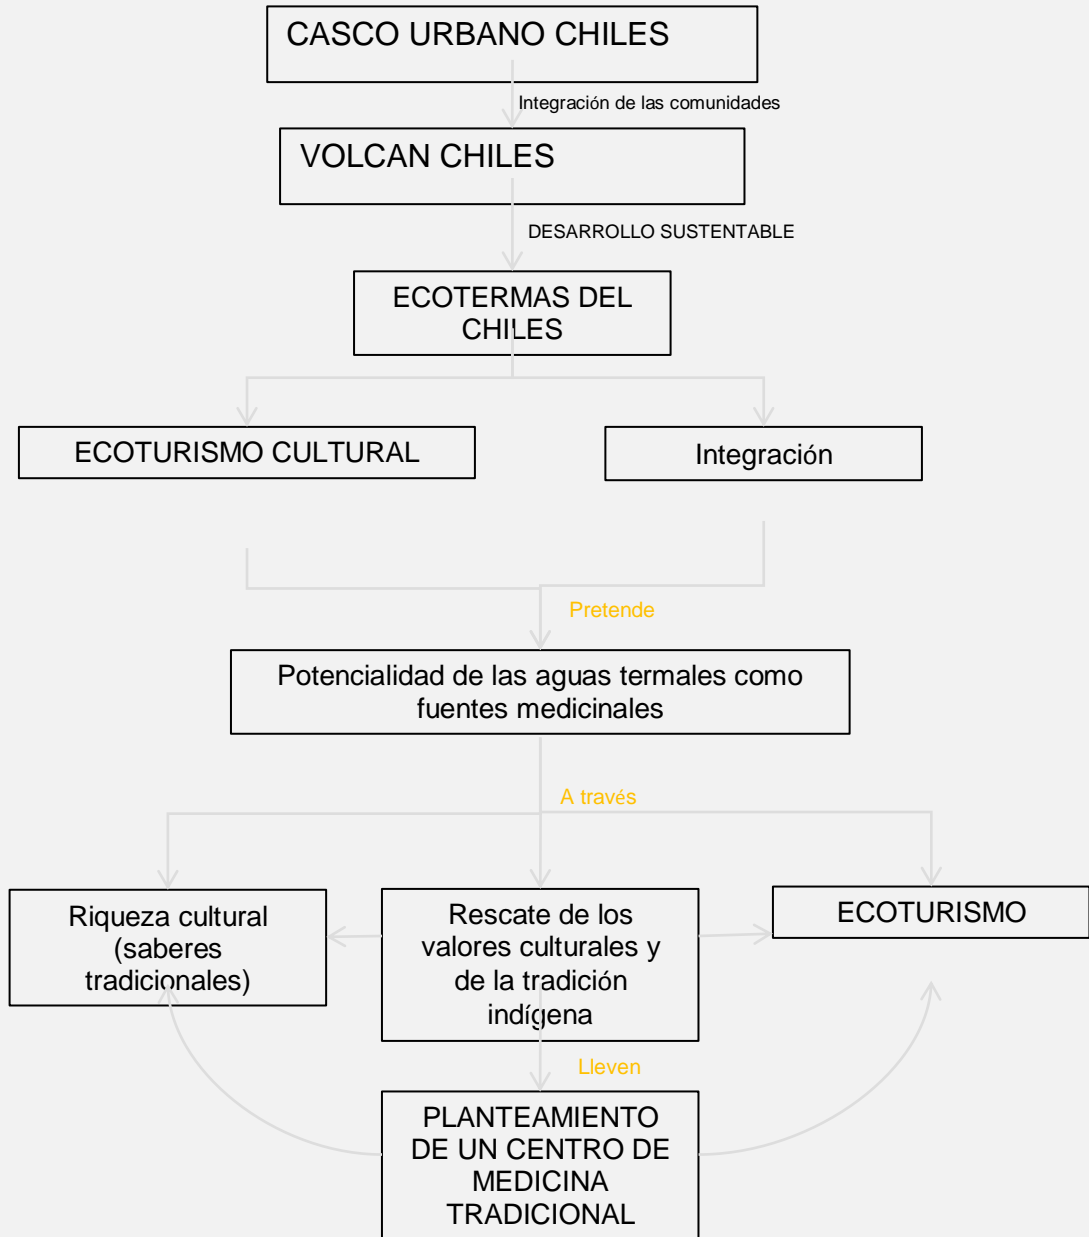 CASCO URBANO CHILES
Integración de las comunidades
VOLCAN CHILES
DESARROLLO SUSTENTABLE
ECOTERMAS DEL
CHILES
ECOTURISMO CULTURAL
Integración
Pretende
Potencialidad de las aguas termales como
fuentes medicinales
A través
Riqueza cultural
(saberes
tradicionales)
Rescate de los
valores culturales y
de la tradición
indígena
ECOTURISMO
Lleven
PLANTEAMIENTO
DE UN CENTRO DE
MEDICINA
TRADICIONAL